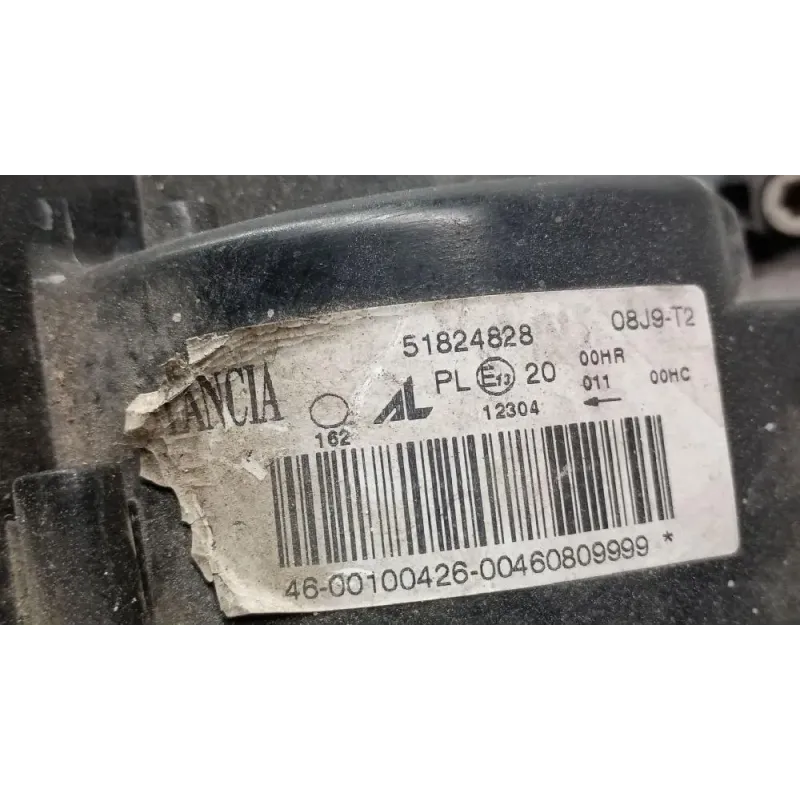 51824828 08J9-T2
LANCIA AL PL E13 20 00HR
011 00HC
162 12304
46-00100426-00460809999 *